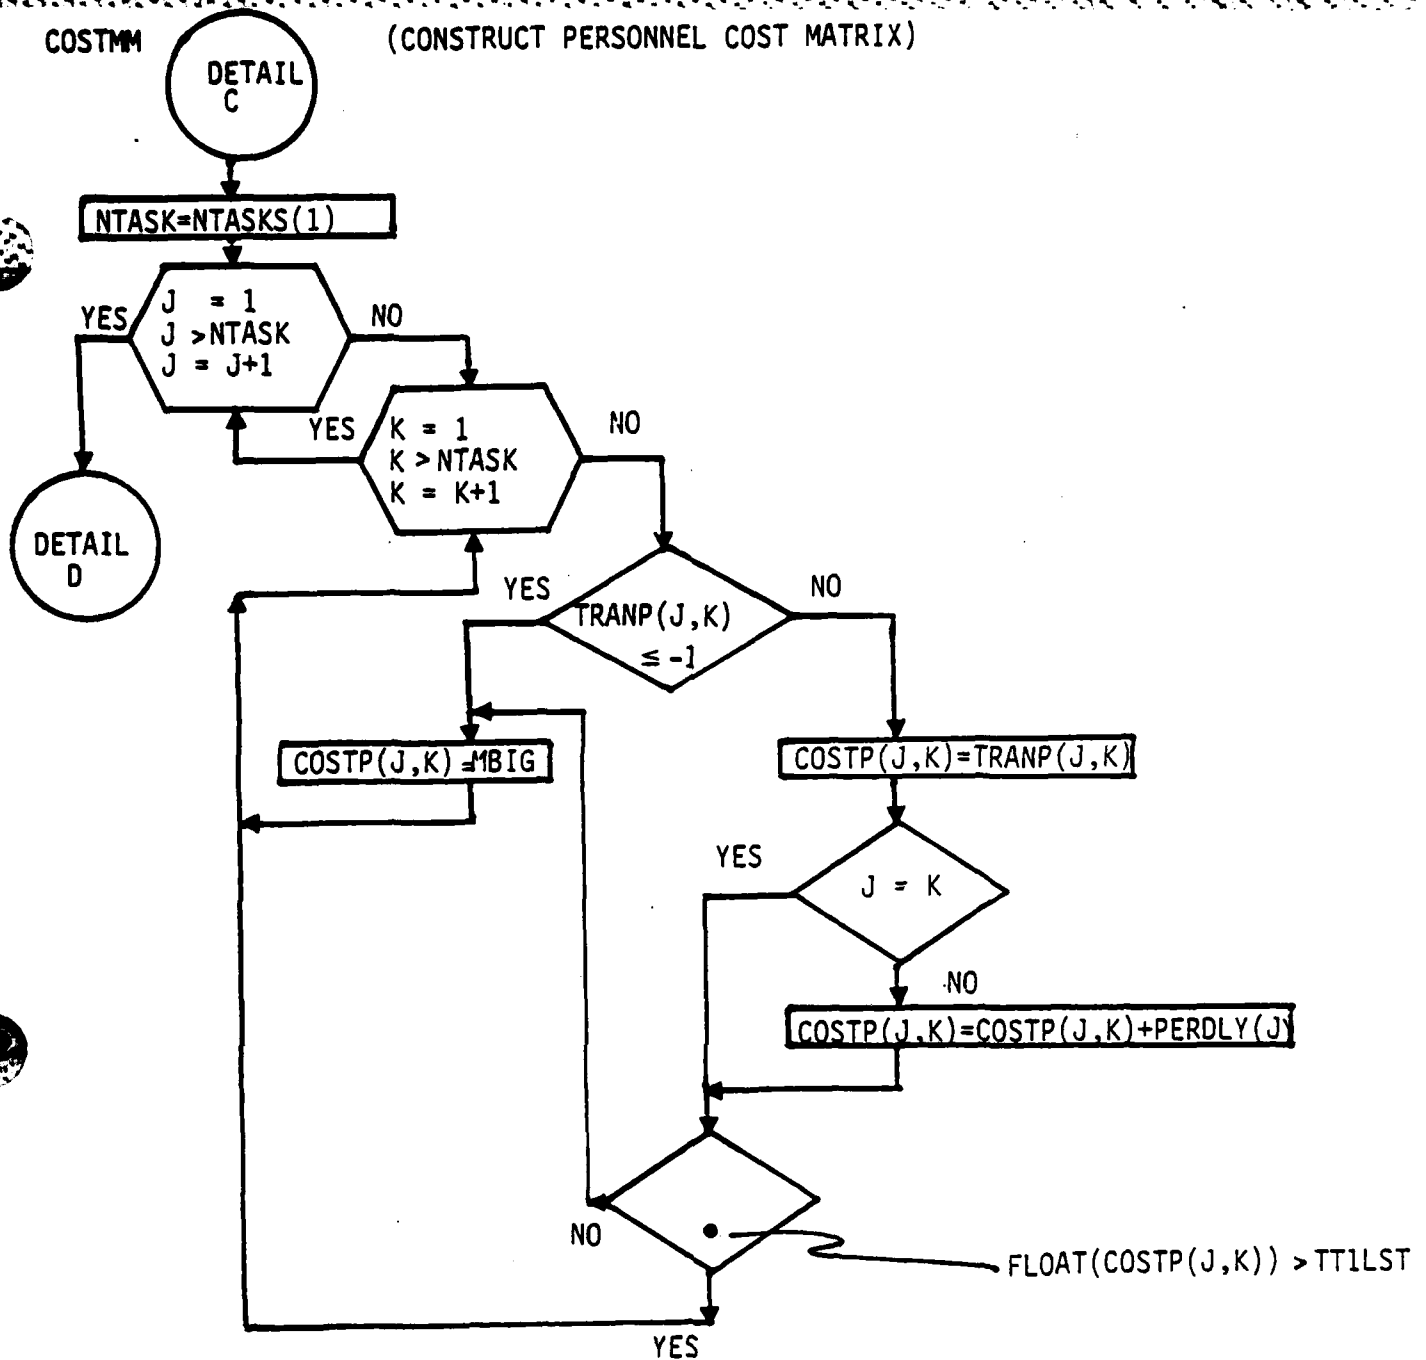 COSTMM
(CONSTRUCT PERSONNEL COST MATRIX)
DETAIL
C
NTASK=NTASKS(1)
YES
J = 1
J >NTASK
J = J+1
NO
YES
K = 1
K >NTASK
K = K+1
NO
DETAIL
D
YES
TRANP(J,K)
≤ -1
NO
COSTP(J,K)=MBIG
COSTP(J,K)=TRANP(J,K)
YES
J = K
NO
COSTP(J,K)=COSTP(J,K)+PERDLY(J)
NO
FLOAT(COSTP(J,K)) >TT1LST
YES